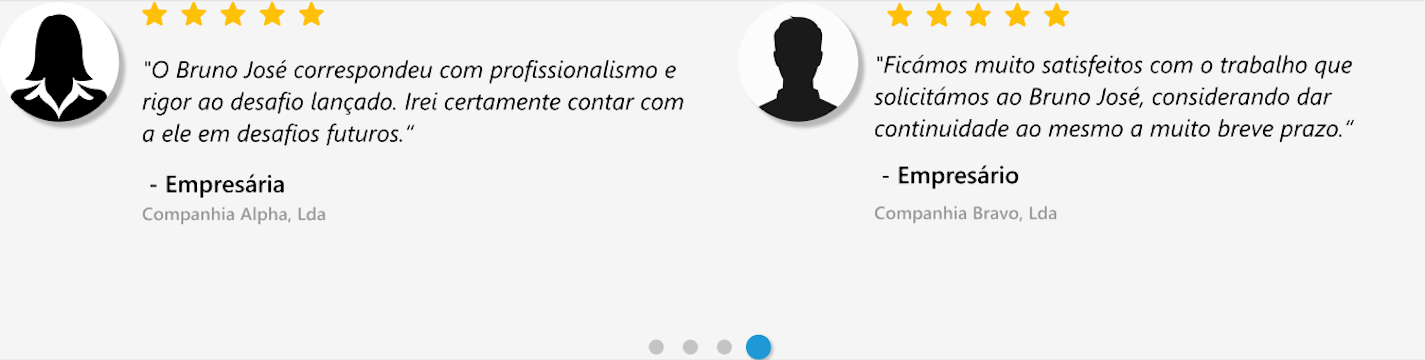 "O Bruno José correspondeu com profissionalismo e
rigor ao desafio lançado. Irei certamente contar com
a ele em desafios futuros.“
- Empresária
Companhia Alpha, Lda
"Ficámos muito satisfeitos com o trabalho que
solicitámos ao Bruno José, considerando dar
continuidade ao mesmo a muito breve prazo.“
- Empresário
Companhia Bravo, Lda